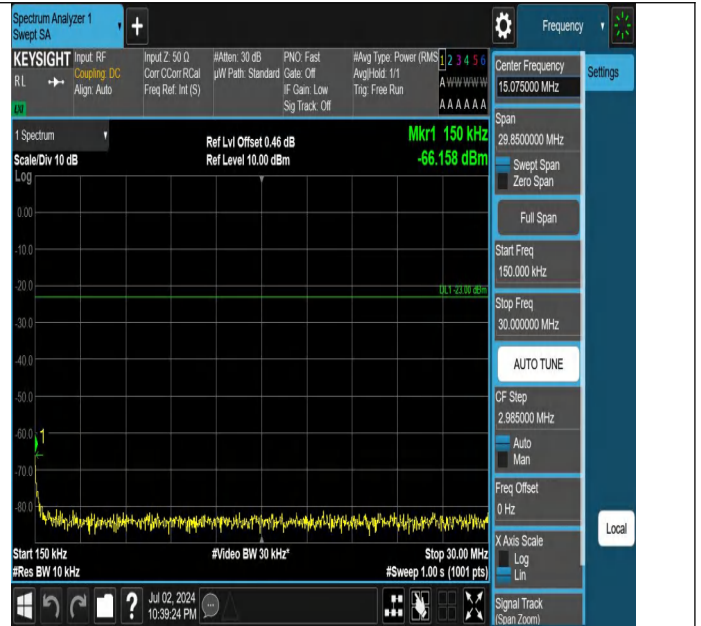 Spectrum Analyzer 1
Swept SA
+
Frequency
KEYSIGHT
Input: RF
Input Z: 50 Ω
#Atten: 30 dB
PNO: Fast
#Avg Type: Power (RMS
1 2 3 4 5 6
RL
Coupling: DC
Corr CCorr RCal
µW Path: Standard
Gate: Off
Avg|Hold: 1/1
A W W W W W
Align: Auto
Freq Ref: Int (S)
IF Gain: Low
Trig: Free Run
Sig Track: Off
A A A A A A
LXI
Center Frequency
15.075000 MHz
Settings
Span
29.8500000 MHz
Swept Span
Zero Span
Full Span
Start Freq
150.000 kHz
Stop Freq
30.000000 MHz
AUTO TUNE
CF Step
2.985000 MHz
Auto
Man
Freq Offset
0 Hz
X Axis Scale
Log
Lin
Signal Track
(Span Zoom)
Local
1 Spectrum
Scale/Div 10 dB
Ref Lvl Offset 0.46 dB
Ref Level 10.00 dBm
Mkr1 150 kHz
-66.158 dBm
Log
0.00
-10.0
-20.0
DL1 -23.00 dBm
-30.0
-40.0
-50.0
-60.0
1
-70.0
-80.0
Start 150 kHz
#Video BW 30 kHz*
Stop 30.00 MHz
#Res BW 10 kHz
#Sweep 1.00 s (1001 pts)
?
Jul 02, 2024
10:39:24 PM